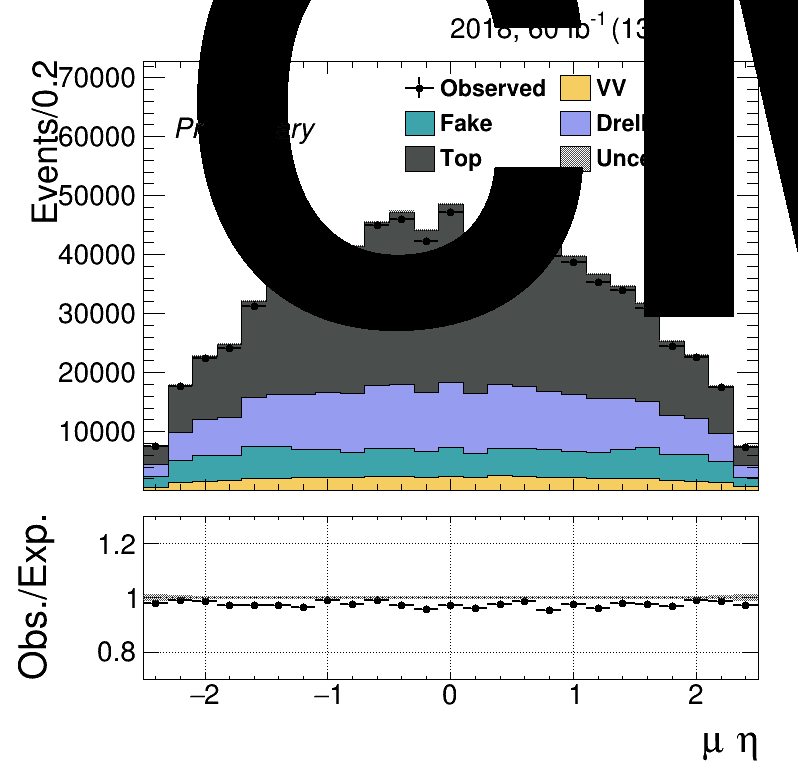 CM
2018, 60 fb⁻¹ (13
Events/0.2
70000
60000
50000
40000
30000
20000
10000
Observed VV
Fake
Top
Obs./Exp.
1.2
1
0.8
−2 −1 0 1 2
μ η